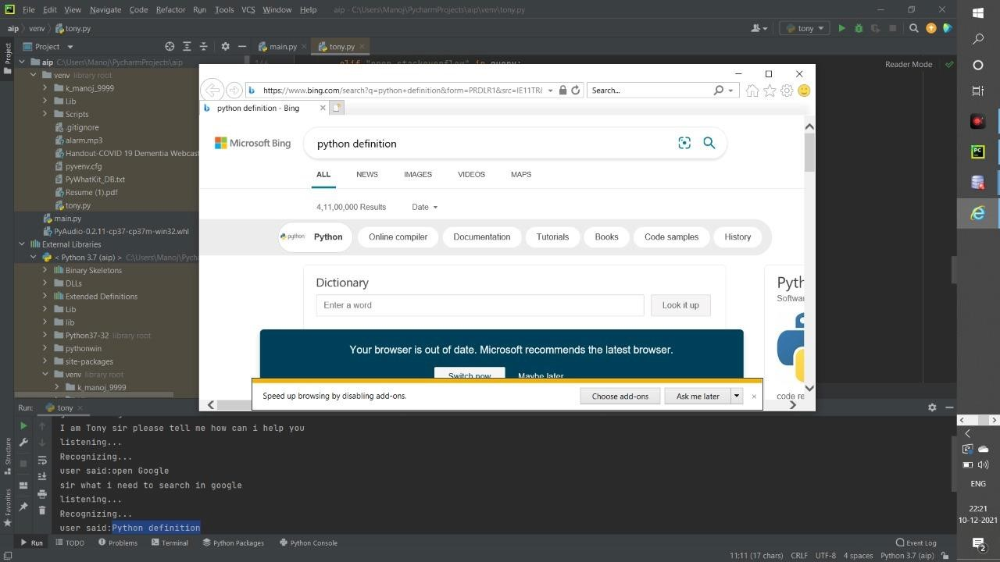 File Edit View Navigate Code Refactor Run Tools VCS Window Help aip - C:\Users\Manoj\PycharmProjects\aip\venv\tony.py
aip venv tony.py
tony
Project
main.py
tony.py
Reader Mode
aip C:\Users\Manoj\PycharmProjects\aip
venv library root
k_manoj_9999
Lib
Scripts
.gitignore
alarm.mp3
Handout-COVID 19 Dementia Webcast
pyvenv.cfg
PyWhatKit_DB.txt
Resume (1).pdf
tony.py
main.py
PyAudio-0.2.11-cp37-cp37m-win32.whl
External Libraries
< Python 3.7 (aip) > C:\Users\Manoj\Pycha
Binary Skeletons
DLLs
Extended Definitions
Lib
lib
Python37-32 library root
pythonwin
site-packages
venv library root
k_manoj_9999
elif "open stackoverflow" in query:
https://www.bing.com/search?q=python+definition&form=PRDLR1&src=IE11TR&
Search...
python definition - Bing
Microsoft Bing
python definition
ALL NEWS IMAGES VIDEOS MAPS
4,11,00,000 Results Date
python Python Online compiler Documentation Tutorials Books Code samples History
Dictionary
Enter a word
Look it up
Pyth
Softwa
code re
Your browser is out of date. Microsoft recommends the latest browser.
Switch now Maybe later
Speed up browsing by disabling add-ons.
Choose add-ons Ask me later
Run: tony
I am Tony sir please tell me how can i help you
listening...
Recognizing...
user said:open Google
sir what i need to search in google
listening...
Recognizing...
user said:Python definition
Project
Structure
Favorites
Run TODO Problems Terminal Python Packages Python Console Event Log
11:11 (17 chars) CRLF UTF-8 4 spaces Python 3.7 (aip)
ENG
22:21
10-12-2021
2